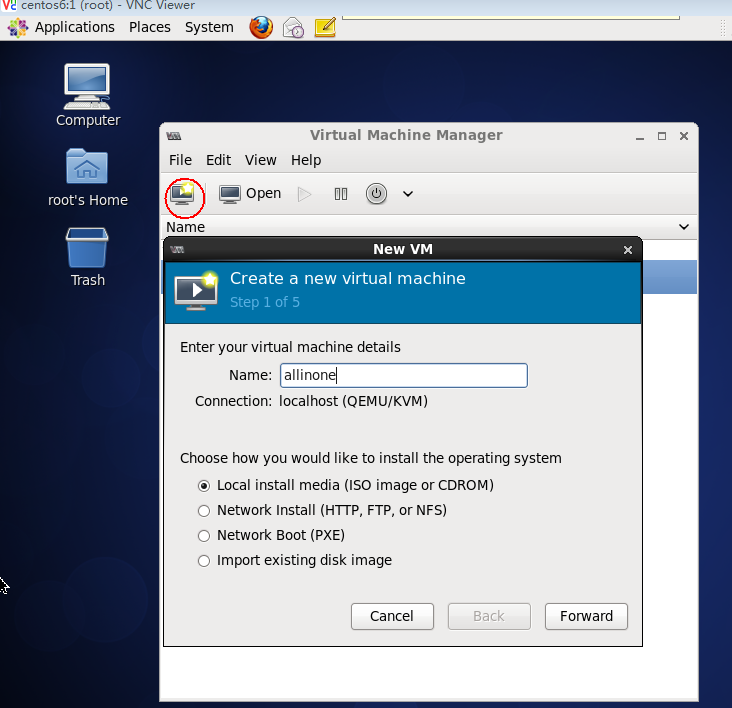 centos6:1 (root) - VNC Viewer
Applications Places System
Computer
root's Home
Trash
Virtual Machine Manager
File Edit View Help
Open
Name
New VM
Create a new virtual machine
Step 1 of 5
Enter your virtual machine details
Name: allinone
Connection: localhost (QEMU/KVM)
Choose how you would like to install the operating system
Local install media (ISO image or CDROM)
Network Install (HTTP, FTP, or NFS)
Network Boot (PXE)
Import existing disk image
Cancel Back Forward